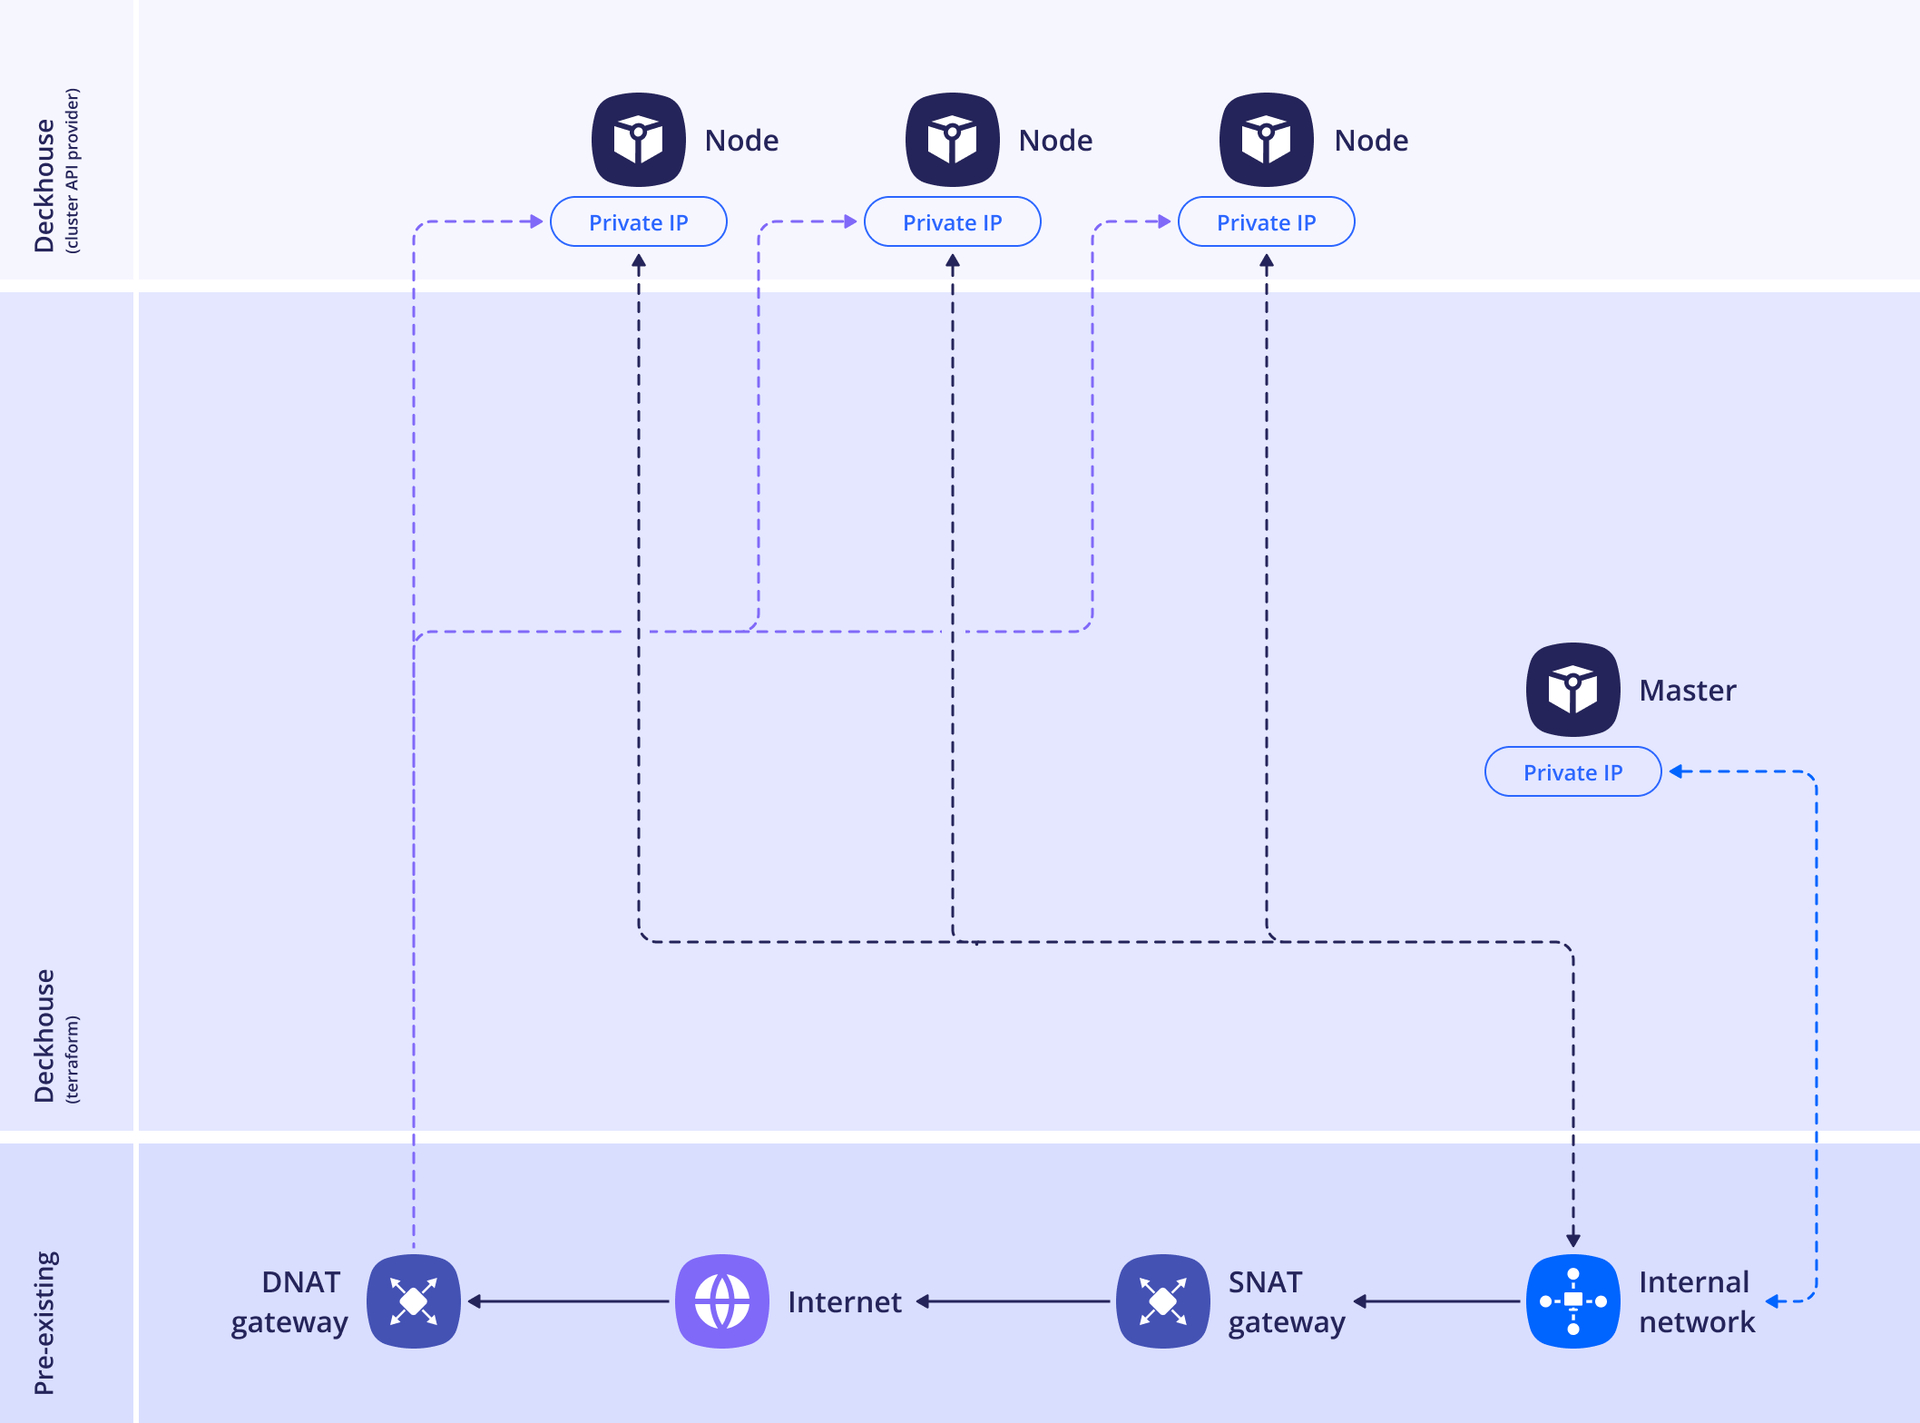 Deckhouse
(cluster API provider)
Node
Node
Node
Private IP
Private IP
Private IP
Deckhouse
(terraform)
Master
Private IP
Pre-existing
DNAT
gateway
Internet
SNAT
gateway
Internal
network